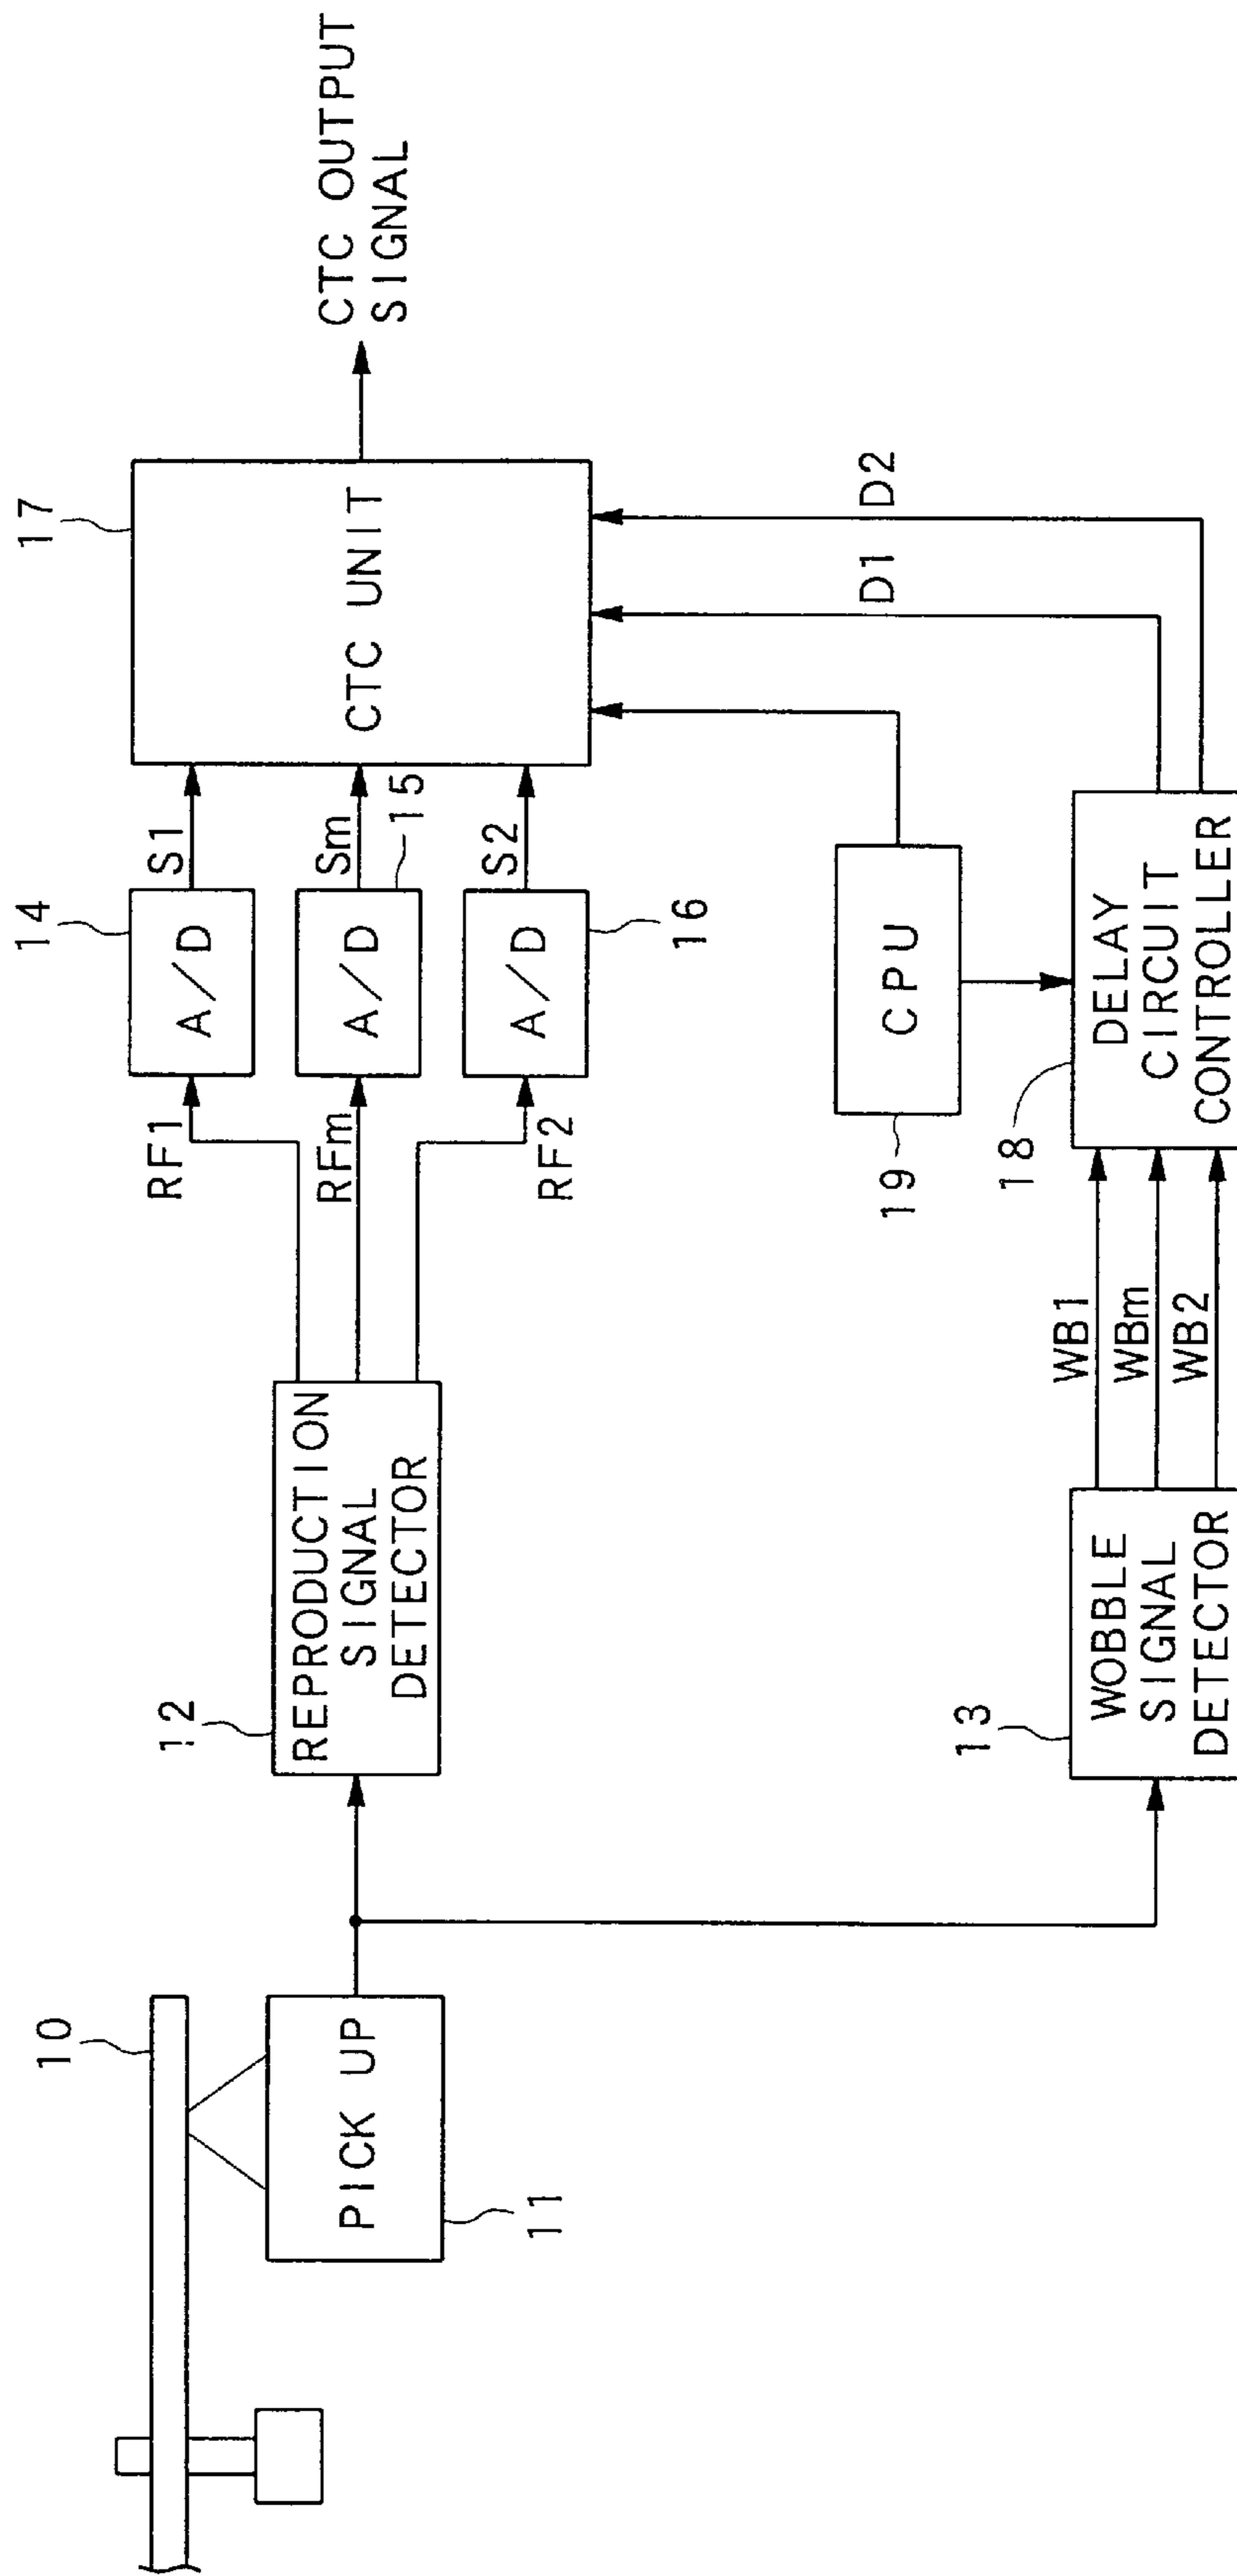 10
PICK UP
11
12
REPRODUCTION
SIGNAL
DETECTOR
RF1
RFm
RF2
14
A/D
A/D
15
A/D
16
S1
Sm
S2
17
CTC UNIT
CTC OUTPUT
SIGNAL
13
WOBBLE
SIGNAL
DETECTOR
WB1
WBm
WB2
18
DELAY
CIRCUIT
CONTROLLER
19
CPU
D1
D2